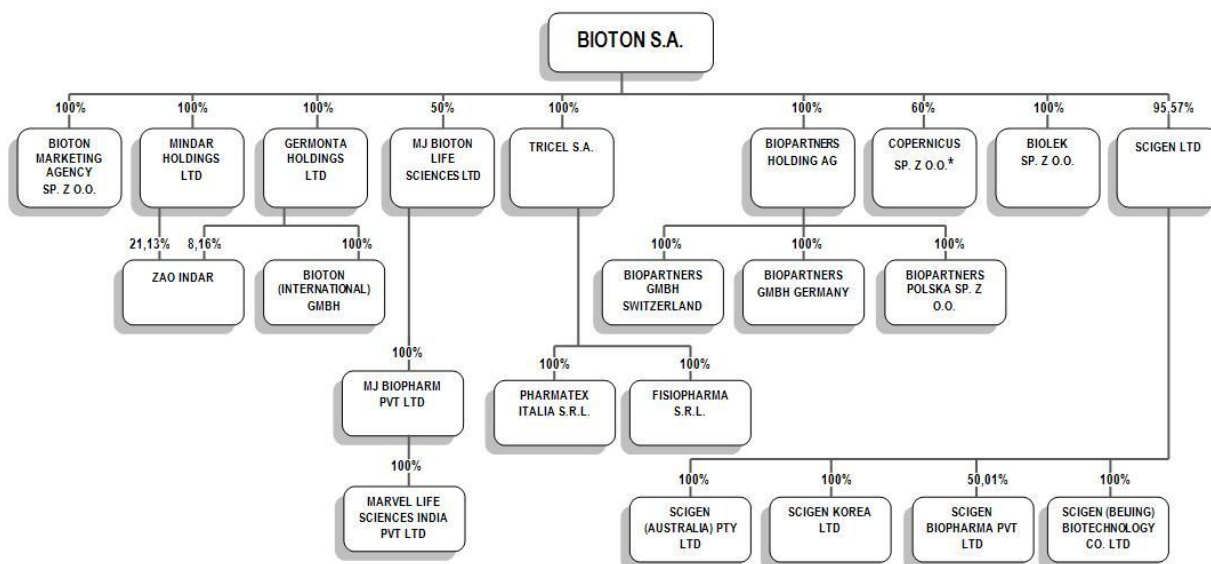 BIOTON S.A.
100%
100%
100%
50%
100%
100%
60%
100%
95.57%
BIOTON
MARKETING
AGENCY
SP. Z O.O.
MINDAR
HOLDINGS
LTD
GERMONTA
HOLDINGS
LTD
MJ BIOTON
LIFE
SCIENCES LTD
TRICEL S.A.
BIOPARTNERS
HOLDING AG
COPERNICUS
SP. Z O.O.*
BIOLEK
SP. Z O.O.
SCIGEN LTD
21,13%
8,16%
100%
100%
100%
100%
ZAO INDAR
BIOTON
(INTERNATIONAL)
GMBH
BIOPARTNERS
GMBH
SWITZERLAND
BIOPARTNERS
GMBH GERMANY
BIOPARTNERS
POLSKA SP. Z
O.O.
100%
100%
100%
MJ BIOPHARM
PVT LTD
PHARMATEX
ITALIA S.R.L.
FISIOPHARMA
S.R.L.
100%
100%
100%
50,01%
100%
MARVEL LIFE
SCIENCES INDIA
PVT LTD
SCIGEN
(AUSTRALIA) PTY
LTD
SCIGEN KOREA
LTD
SCIGEN
BIOPHARMA PVT
LTD
SCIGEN (BEIJING)
BIOTECHNOLOGY
CO. LTD